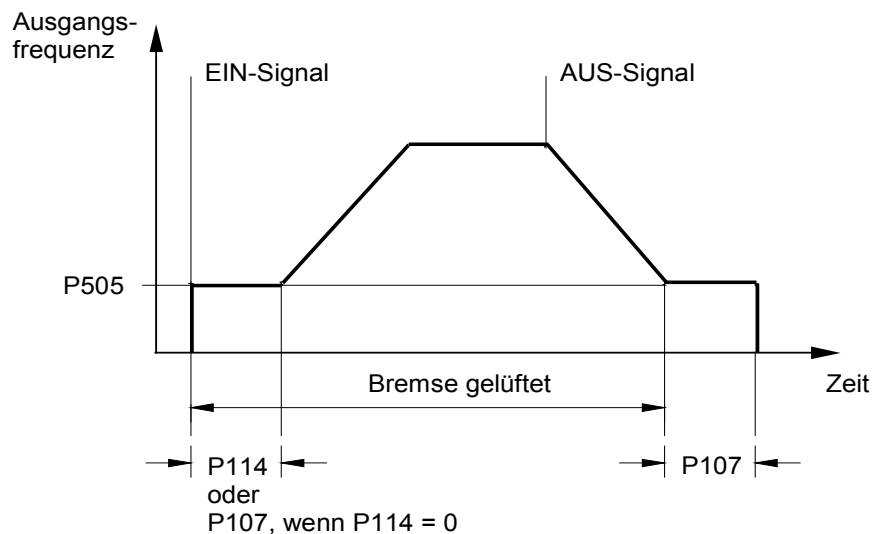 Ausgangs-
frequenz
EIN-Signal
AUS-Signal
P505
Bremse gelüftet
Zeit
P114
oder
P107, wenn P114 = 0
P107